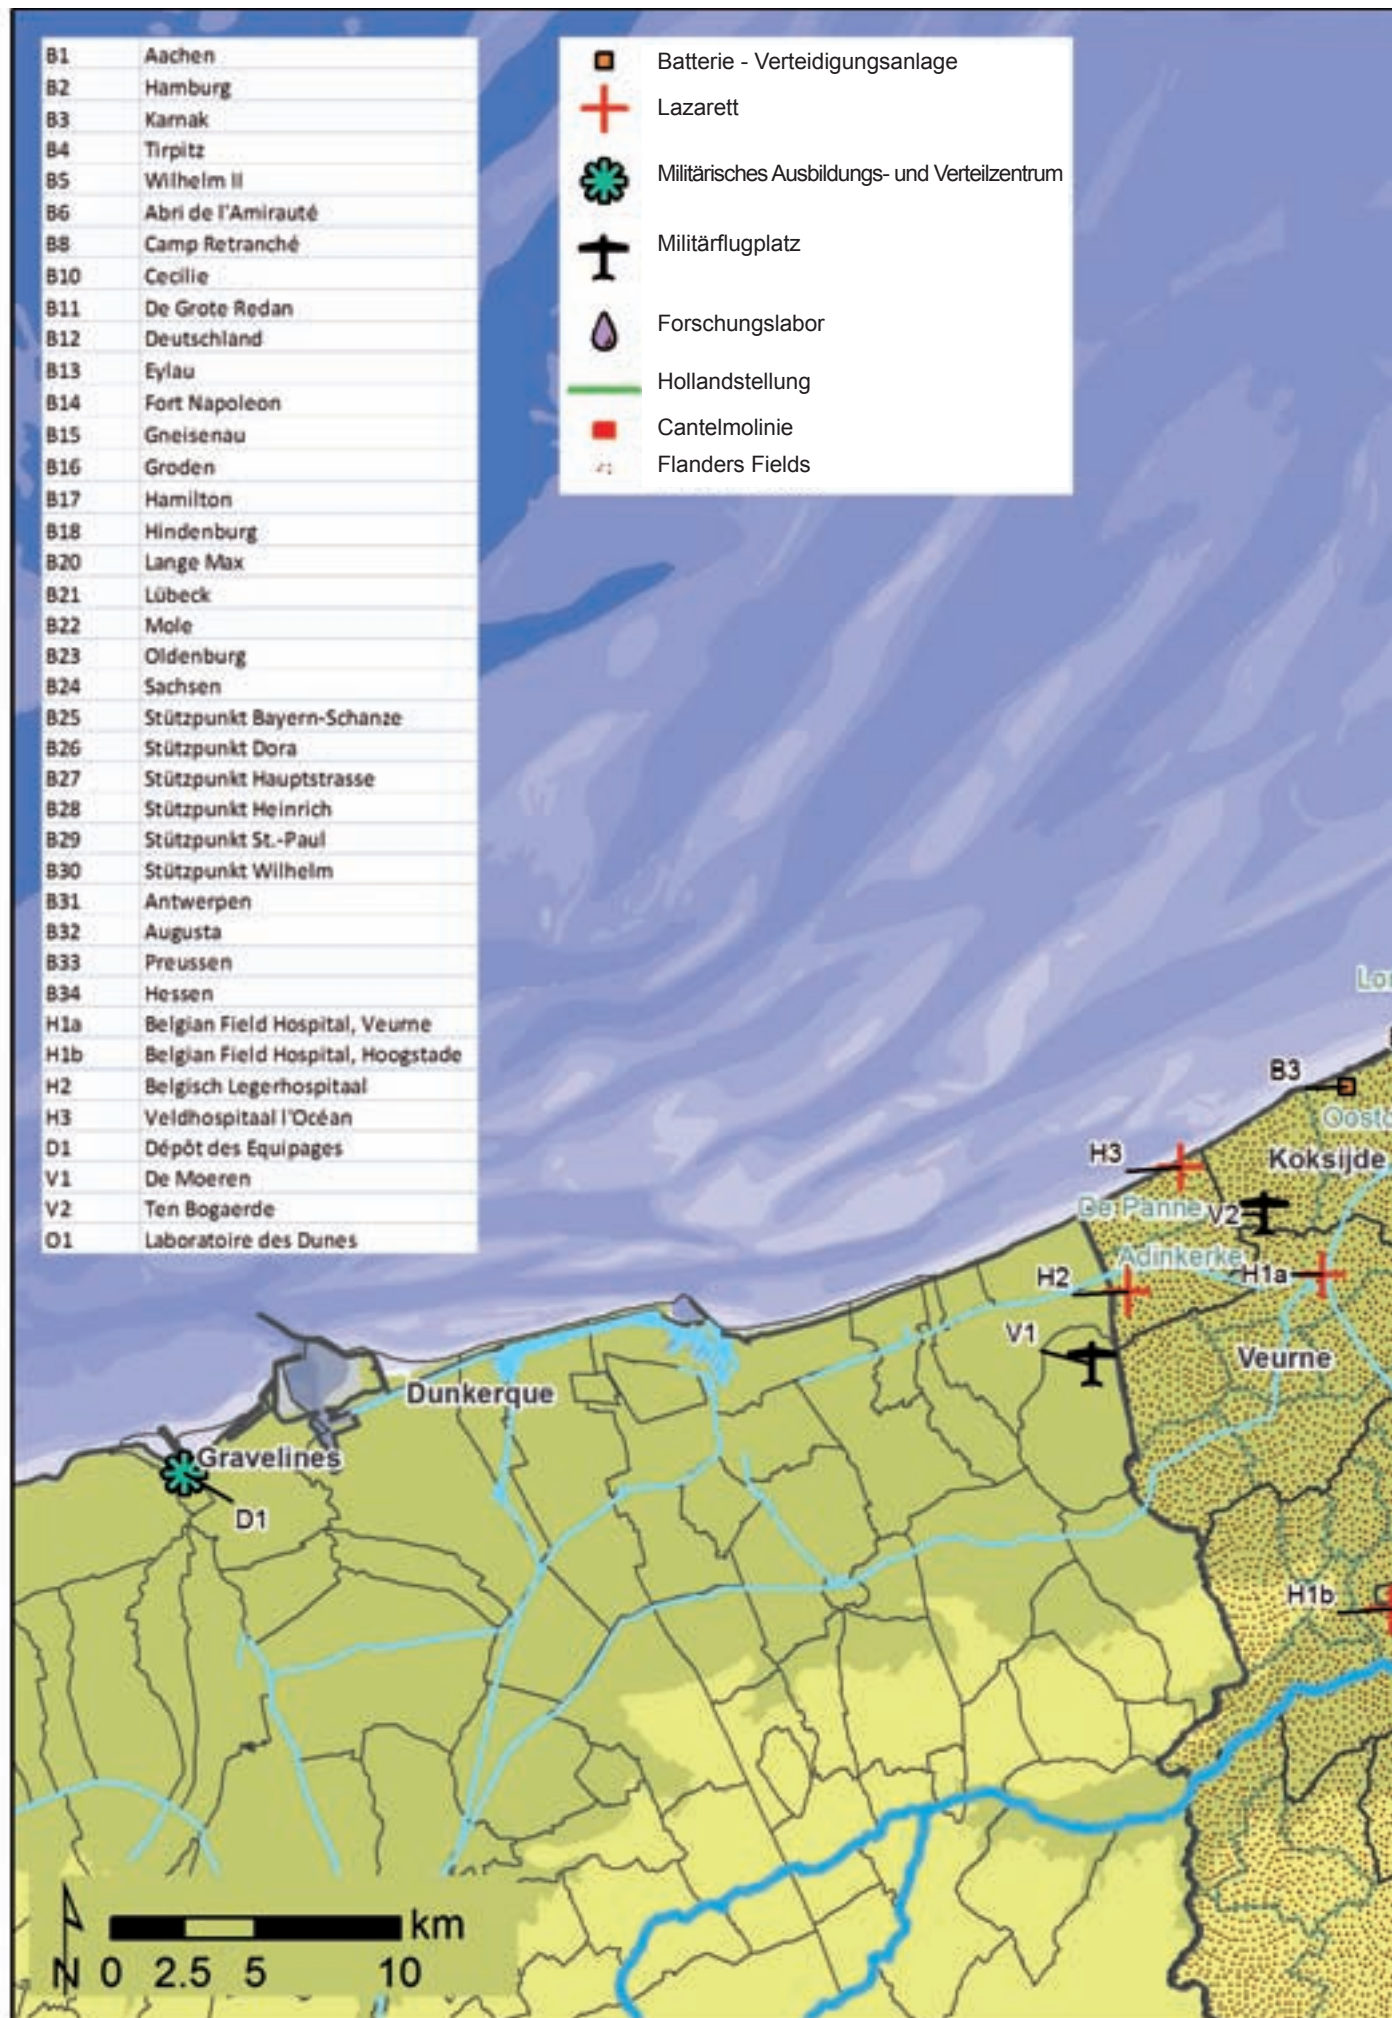 B1 Aachen
B2 Hamburg
B3 Karnak
B4 Tirpitz
B5 Wilhelm II
B6 Abri de l'Amirauté
B8 Camp Retranché
B10 Cecilie
B11 De Grote Redan
B12 Deutschland
B13 Eylau
B14 Fort Napoleon
B15 Gneisenau
B16 Groden
B17 Hamilton
B18 Hindenburg
B20 Lange Max
B21 Lübeck
B22 Mole
B23 Oldenburg
B24 Sachsen
B25 Stützpunkt Bayern-Schanze
B26 Stützpunkt Dora
B27 Stützpunkt Hauptstrasse
B28 Stützpunkt Heinrich
B29 Stützpunkt St.-Paul
B30 Stützpunkt Wilhelm
B31 Antwerpen
B32 Augusta
B33 Preussen
B34 Hessen
H1a Belgian Field Hospital, Veurne
H1b Belgian Field Hospital, Hoogstade
H2 Belgisch Legerhospitaal
H3 Veldhospitaal l'Océan
D1 Dépôt des Equipages
V1 De Moeren
V2 Ten Bogaerde
O1 Laboratoire des Dunes
Batterie - Verteidigungsanlage
Lazarett
Militärisches Ausbildungs- und Verteilzentrum
Militärflugplatz
Forschungslabor
Hollandstellung
Cantelmolinie
Flanders Fields
B3
H3
Koksijde
De Panne
V2
Adinkerke
H1a
H2
V1
Veurne
Dunkerque
Gravelines
D1
H1b
km
N 0 2.5 5 10